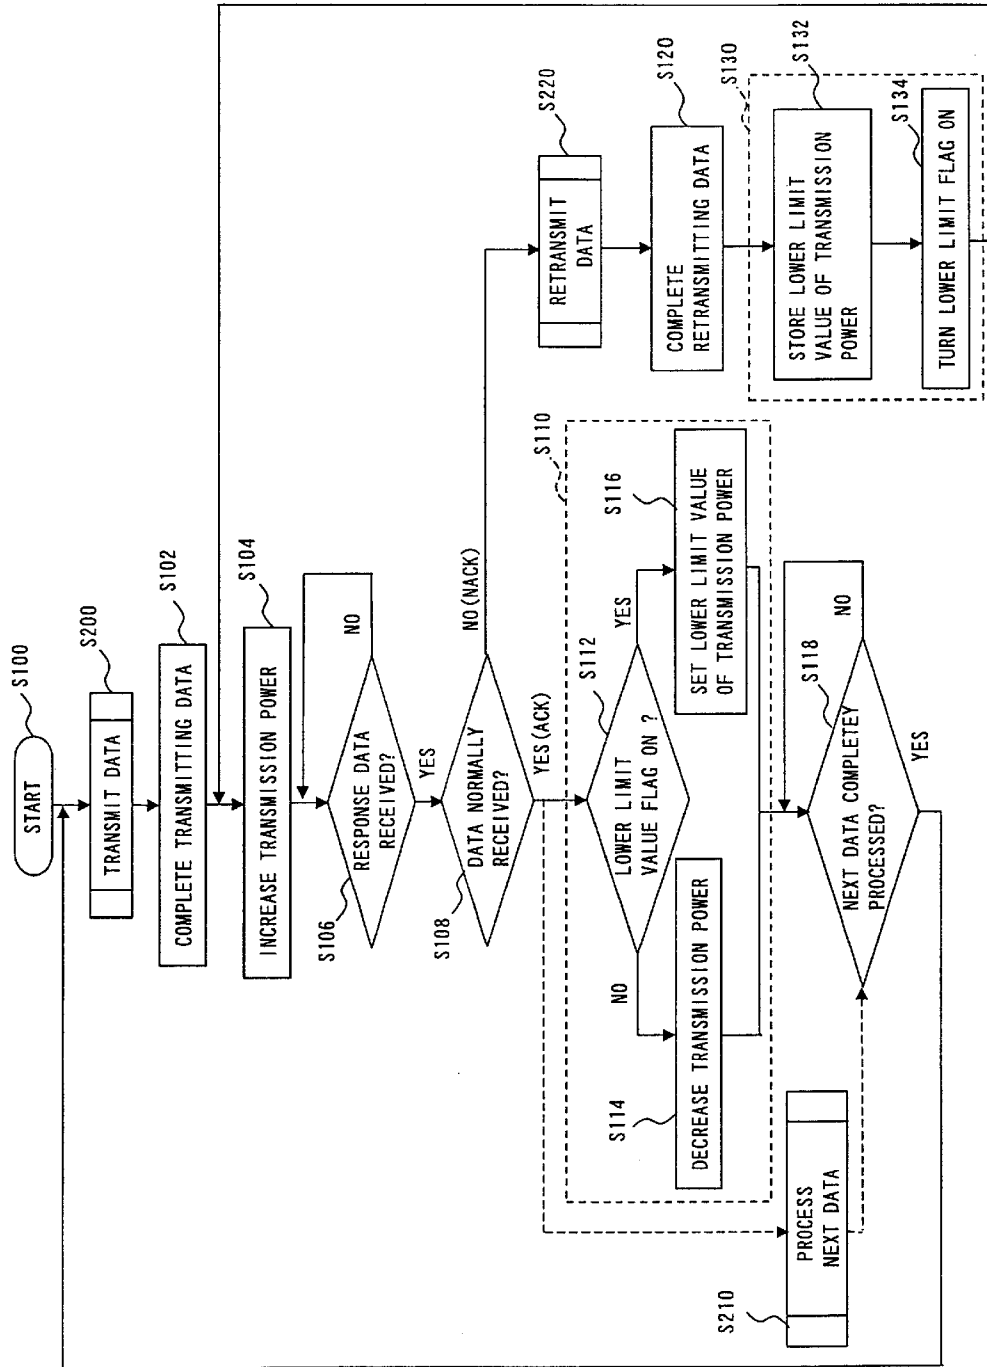 START
S100
TRANSMIT DATA
S200
COMPLETE TRANSMITTING DATA
S102
INCREASE TRANSMISSION POWER
S104
RESPONSE DATA
RECEIVED?
S106
NO
YES
DATA NORMALLY
RECEIVED?
S108
NO(NACK)
YES(ACK)
S110
LOWER LIMIT
VALUE FLAG ON ?
S112
NO
YES
DECREASE TRANSMISSION POWER
S114
SET LOWER LIMIT VALUE
OF TRANSMISSION POWER
S116
PROCESS
NEXT DATA
S210
NEXT DATA COMPLETEY
PROCESSED?
S118
NO
YES
RETRANSMIT
DATA
S220
COMPLETE
RETRANSMITTING DATA
S120
S130
STORE LOWER LIMIT
VALUE OF TRANSMISSION
POWER
S132
TURN LOWER LIMIT FLAG ON
S134